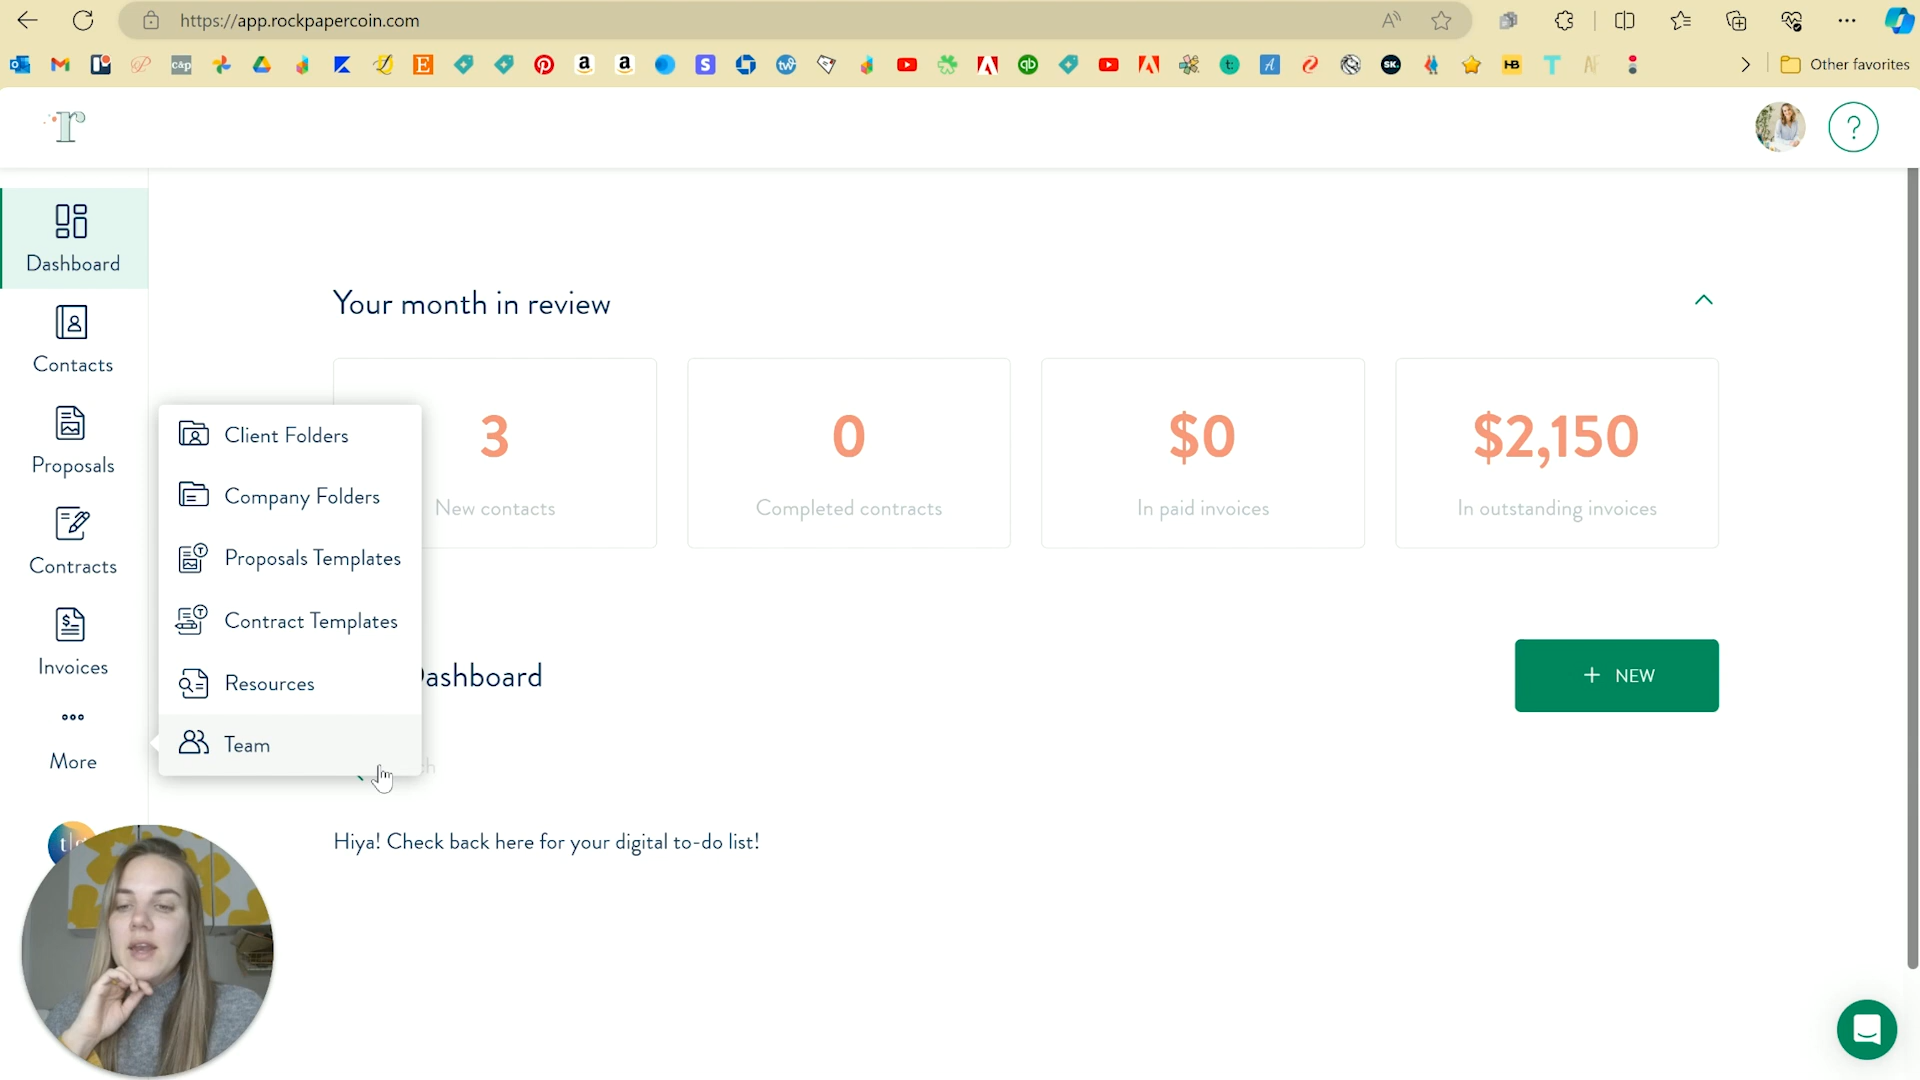 https://app.rockpapercoin.com
Other favorites
r
?
Dashboard
Contacts
Proposals
Contracts
Invoices
More
Client Folders
Company Folders
Proposals Templates
Contract Templates
Resources
Team
Your month in review
3
New contacts
0
Completed contracts
$0
In paid invoices
$2,150
In outstanding invoices
Dashboard
+ NEW
Hiya! Check back here for your digital to-do list!